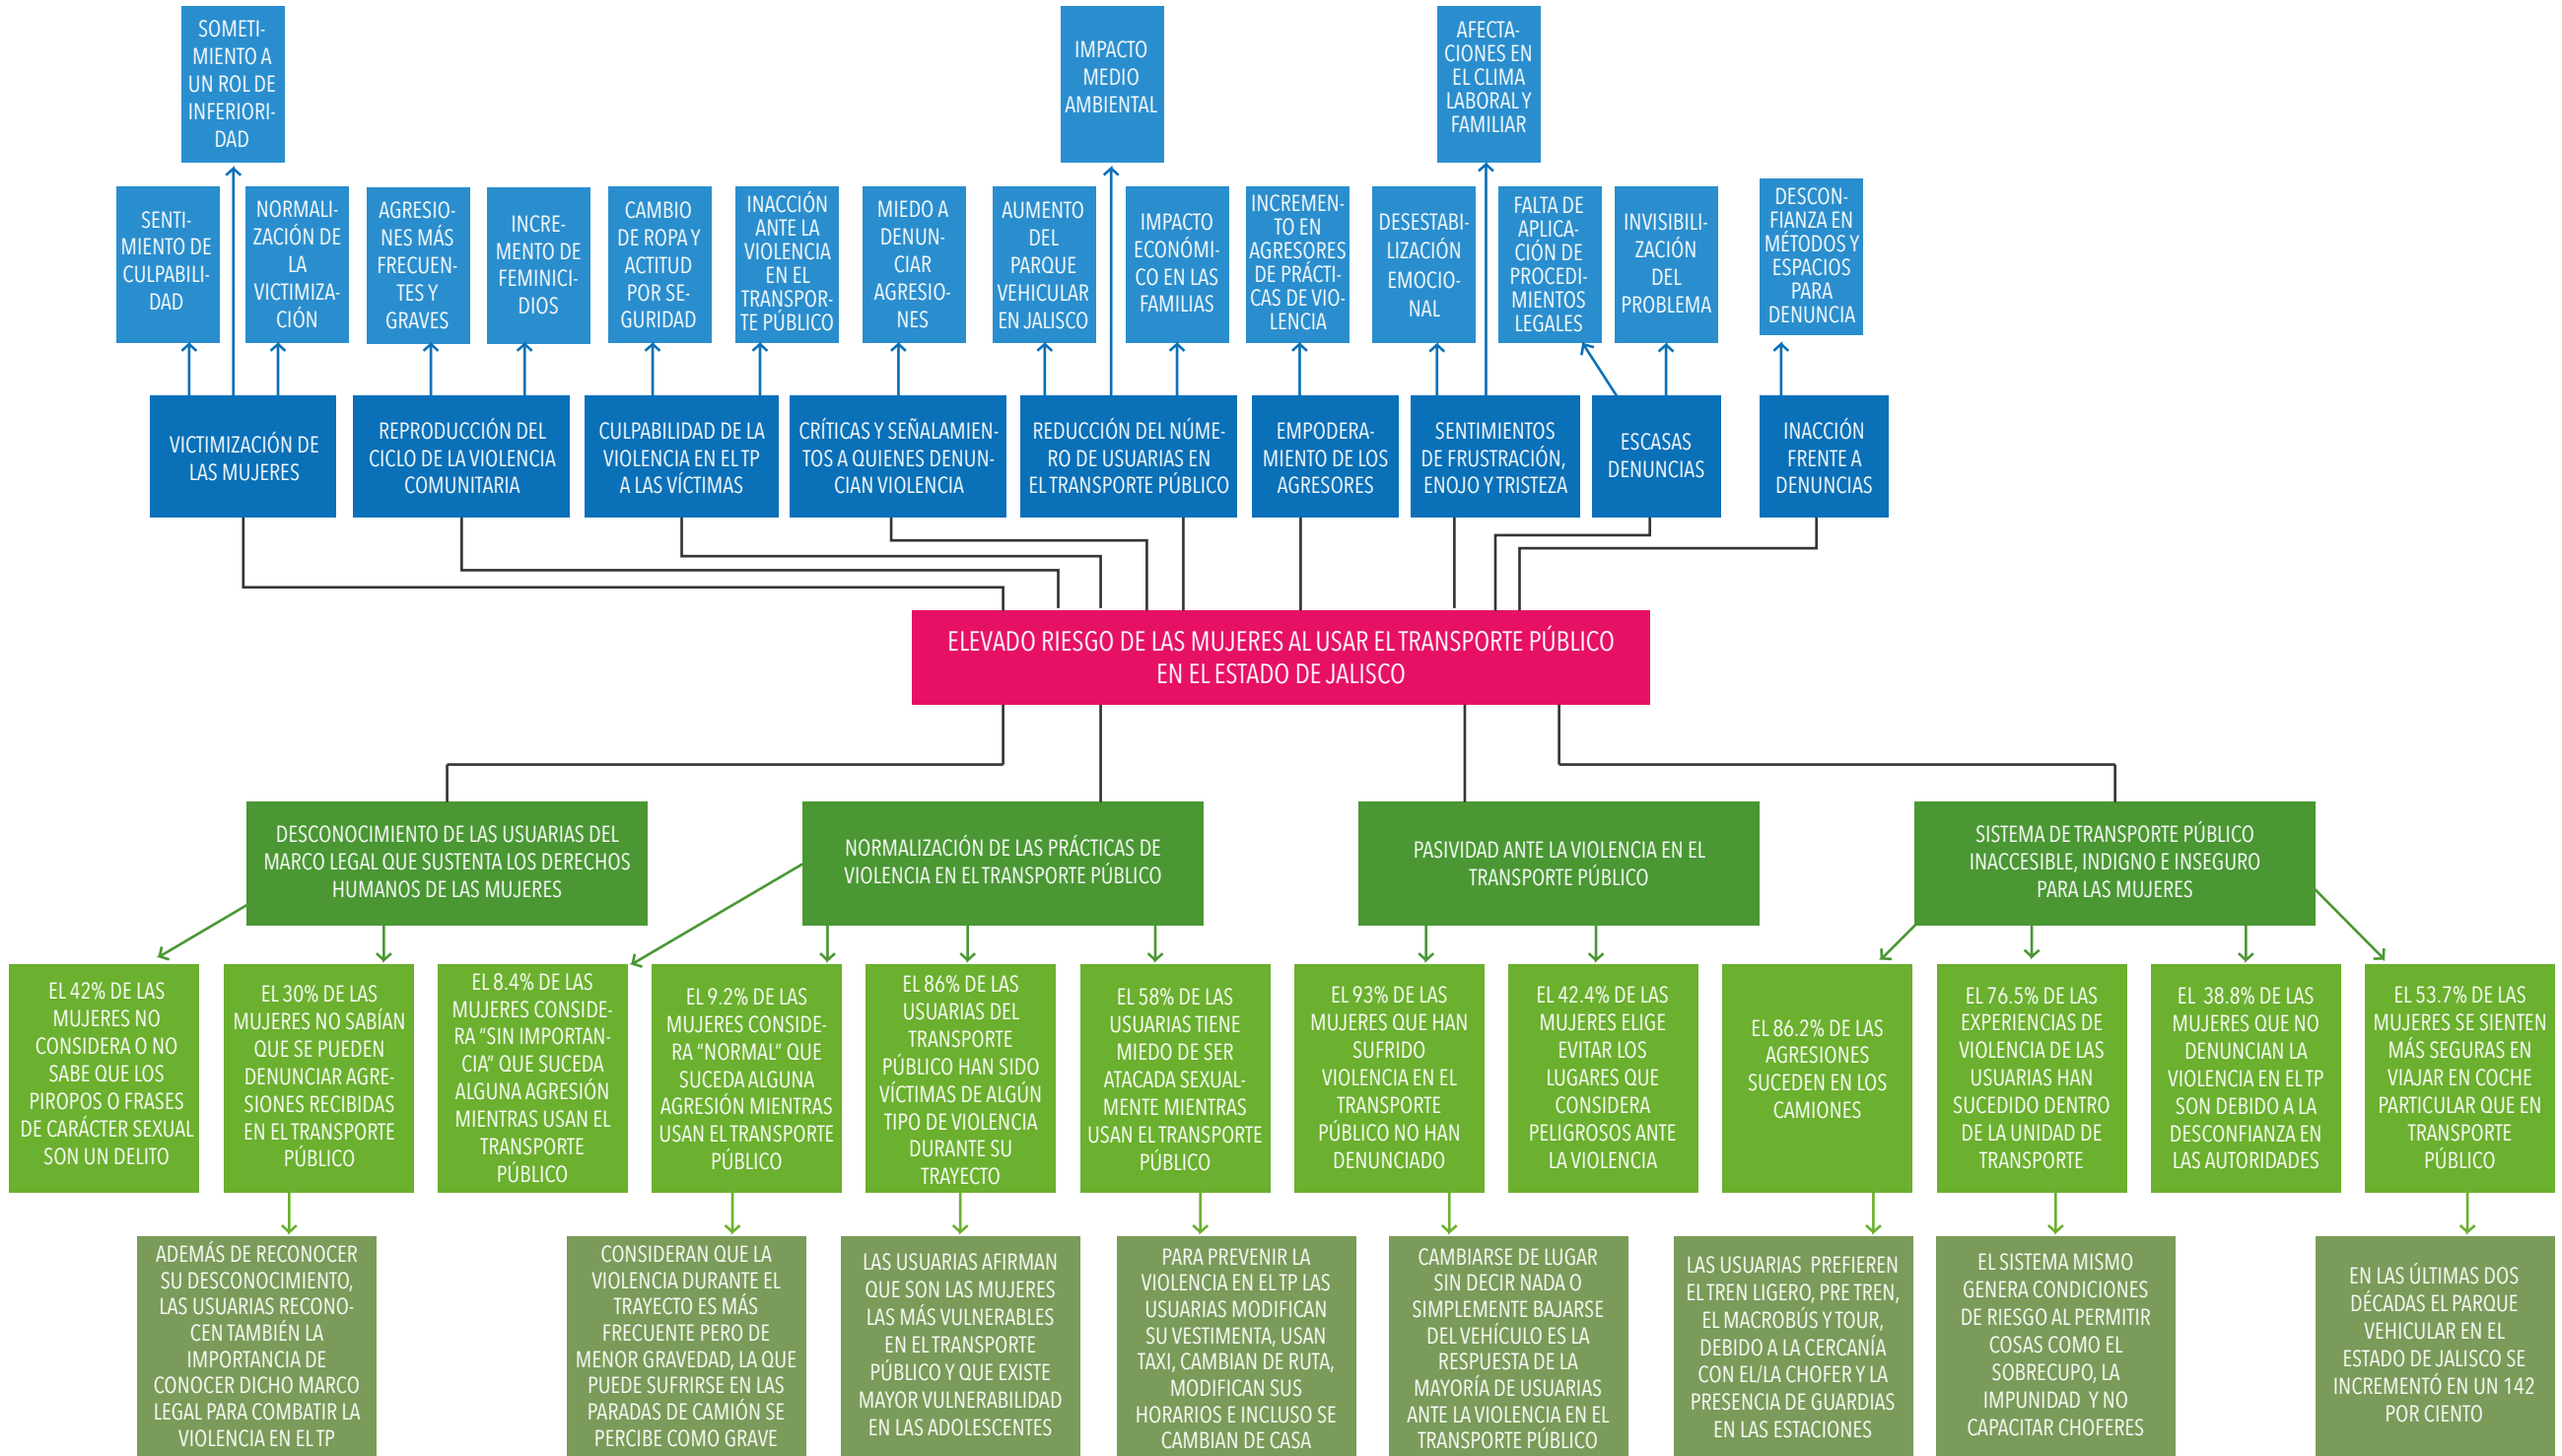 SOMETI-
MIENTO A
UN ROL DE
INFERIORI-
DAD
IMPACTO
MEDIO
AMBIENTAL
AFECTA-
CIONES EN
EL CLIMA
LABORAL Y
FAMILIAR
SENTI-
MIENTO DE
CULPABILI-
DAD
NORMALI-
ZACIÓN DE
LA
VICTIMIZA-
CIÓN
AGRESIO-
NES MÁS
FRECUEN-
TES Y
GRAVES
INCRE-
MENTO DE
FEMINICI-
DIOS
CAMBIO
DE ROPA Y
ACTITUD
POR SE-
GURIDAD
INACCIÓN
ANTE LA
VIOLENCIA
EN EL
TRANSPOR-
TE PÚBLICO
MIEDO A
DENUN-
CIAR
AGRESIO-
NES
AUMENTO
DEL
PARQUE
VEHICULAR
EN JALISCO
IMPACTO
ECONÓMI-
CO EN LAS
FAMILIAS
INCREMEN-
TO EN
AGRESORES
DE PRÁCTI-
CAS DE VIO-
LENCIA
DESESTABI-
LIZACIÓN
EMOCIO-
NAL
FALTA DE
APLICA-
CIÓN DE
PROCEDI-
MIENTOS
LEGALES
INVISIBILI-
ZACIÓN
DEL
PROBLEMA
DESCON-
FIANZA EN
MÉTODOS Y
ESPACIOS
PARA
DENUNCIA
VICTIMIZACIÓN DE
LAS MUJERES
REPRODUCCIÓN DEL
CICLO DE LA VIOLENCIA
COMUNITARIA
CULPABILIDAD DE LA
VIOLENCIA EN EL TP
A LAS VÍCTIMAS
CRÍTICAS Y SEÑALAMIEN-
TOS A QUIENES DENUN-
CIAN VIOLENCIA
REDUCCIÓN DEL NÚME-
RO DE USUARIAS EN
EL TRANSPORTE PÚBLICO
EMPODERA-
MIENTO DE LOS
AGRESORES
SENTIMIENTOS
DE FRUSTRACIÓN,
ENOJO Y TRISTEZA
ESCASAS
DENUNCIAS
INACCIÓN
FRENTE A
DENUNCIAS
ELEVADO RIESGO DE LAS MUJERES AL USAR EL TRANSPORTE PÚBLICO
EN EL ESTADO DE JALISCO
DESCONOCIMIENTO DE LAS USUARIAS DEL
MARCO LEGAL QUE SUSTENTA LOS DERECHOS
HUMANOS DE LAS MUJERES
NORMALIZACIÓN DE LAS PRÁCTICAS DE
VIOLENCIA EN EL TRANSPORTE PÚBLICO
PASIVIDAD ANTE LA VIOLENCIA EN EL
TRANSPORTE PÚBLICO
SISTEMA DE TRANSPORTE PÚBLICO
INACCESIBLE, INDIGNO E INSEGURO
PARA LAS MUJERES
EL 42% DE LAS
MUJERES NO
CONSIDERA O NO
SABE QUE LOS
PIROPOS O FRASES
DE CARÁCTER SEXUAL
SON UN DELITO
EL 30% DE LAS
MUJERES NO SABÍAN
QUE SE PUEDEN
DENUNCIAR AGRE-
SIONES RECIBIDAS
EN EL TRANSPORTE
PÚBLICO
EL 8.4% DE LAS
MUJERES CONSIDE-
RA “SIN IMPORTAN-
CIA” QUE SUCEDA
ALGUNA AGRESIÓN
MIENTRAS USAN EL
TRANSPORTE
PÚBLICO
EL 9.2% DE LAS
MUJERES CONSIDE-
RA “NORMAL” QUE
SUCEDA ALGUNA
AGRESIÓN MIENTRAS
USAN EL TRANSPORTE
PÚBLICO
EL 86% DE LAS
USUARIAS DEL
TRANSPORTE
PÚBLICO HAN SIDO
VÍCTIMAS DE ALGÚN
TIPO DE VIOLENCIA
DURANTE SU
TRAYECTO
EL 58% DE LAS
USUARIAS TIENE
MIEDO DE SER
ATACADA SEXUAL-
MENTE MIENTRAS
USAN EL TRANSPORTE
PÚBLICO
EL 93% DE LAS
MUJERES QUE HAN
SUFRIDO
VIOLENCIA EN EL
TRANSPORTE
PÚBLICO NO HAN
DENUNCIADO
EL 42.4% DE LAS
MUJERES ELIGE
EVITAR LOS
LUGARES QUE
CONSIDERA
PELIGROSOS ANTE
LA VIOLENCIA
EL 86.2% DE LAS
AGRESIONES
SUCEDEN EN LOS
CAMIONES
EL 76.5% DE LAS
EXPERIENCIAS DE
VIOLENCIA DE LAS
USUARIAS HAN
SUCEDIDO DENTRO
DE LA UNIDAD DE
TRANSPORTE
EL 38.8% DE LAS
MUJERES QUE NO
DENUNCIAN LA
VIOLENCIA EN EL TP
SON DEBIDO A LA
DESCONFIANZA EN
LAS AUTORIDADES
EL 53.7% DE LAS
MUJERES SE SIENTEN
MÁS SEGURAS EN
VIAJAR EN COCHE
PARTICULAR QUE EN
TRANSPORTE
PÚBLICO
ADEMÁS DE RECONOCER
SU DESCONOCIMIENTO,
LAS USUARIAS RECONO-
CEN TAMBIÉN LA
IMPORTANCIA DE
CONOCER DICHO MARCO
LEGAL PARA COMBATIR LA
VIOLENCIA EN EL TP
CONSIDERAN QUE LA
VIOLENCIA DURANTE EL
TRAYECTO ES MÁS
FRECUENTE PERO DE
MENOR GRAVEDAD, LA QUE
PUEDE SUFRIRSE EN LAS
PARADAS DE CAMIÓN SE
PERCIBE COMO GRAVE
LAS USUARIAS AFIRMAN
QUE SON LAS MUJERES
LAS MÁS VULNERABLES
EN EL TRANSPORTE
PÚBLICO Y QUE EXISTE
MAYOR VULNERABILIDAD
EN LAS ADOLESCENTES
PARA PREVENIR LA
VIOLENCIA EN EL TP LAS
USUARIAS MODIFICAN
SU VESTIMENTA, USAN
TAXI, CAMBIAN DE RUTA,
MODIFICAN SUS
HORARIOS E INCLUSO SE
CAMBIAN DE CASA
CAMBIARSE DE LUGAR
SIN DECIR NADA O
SIMPLEMENTE BAJARSE
DEL VEHÍCULO ES LA
RESPUESTA DE LA
MAYORÍA DE USUARIAS
ANTE LA VIOLENCIA EN EL
TRANSPORTE PÚBLICO
LAS USUARIAS PREFIEREN
EL TREN LIGERO, PRE TREN,
EL MACROBÚS Y TOUR,
DEBIDO A LA CERCANÍA
CON EL/LA CHOFER Y LA
PRESENCIA DE GUARDIAS
EN LAS ESTACIONES
EL SISTEMA MISMO
GENERA CONDICIONES
DE RIESGO AL PERMITIR
COSAS COMO EL
SOBRECUPO, LA
IMPUNIDAD Y NO
CAPACITAR CHOFERES
EN LAS ÚLTIMAS DOS
DÉCADAS EL PARQUE
VEHICULAR EN EL
ESTADO DE JALISCO SE
INCREMENTÓ EN UN 142
POR CIENTO